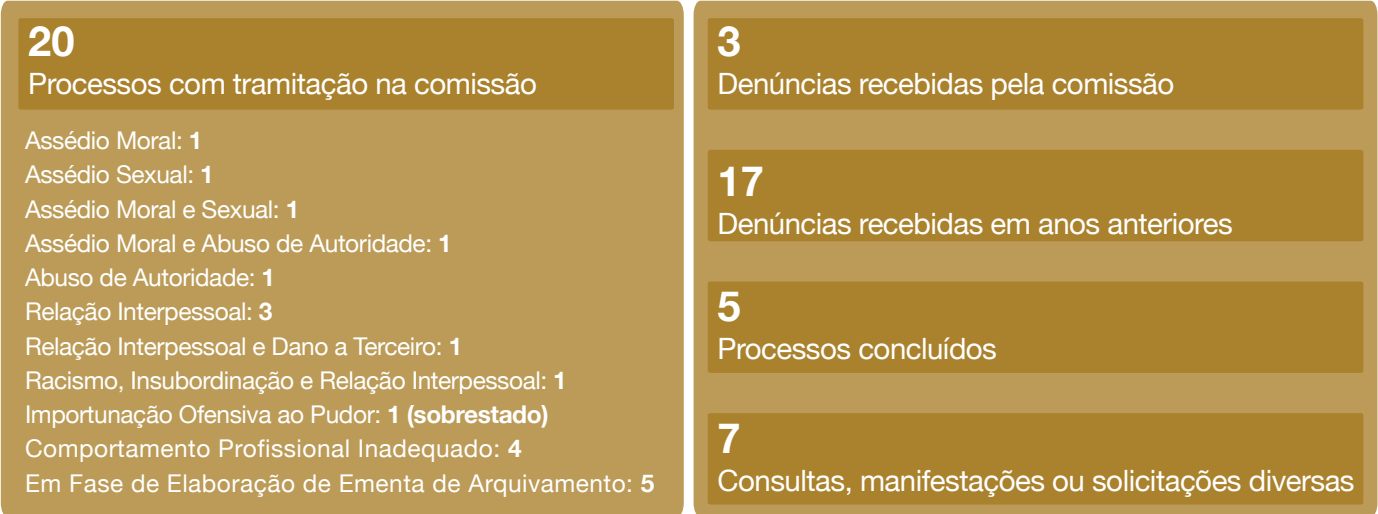 20
Processos com tramitação na comissão
Assédio Moral: 1
Assédio Sexual: 1
Assédio Moral e Sexual: 1
Assédio Moral e Abuso de Autoridade: 1
Abuso de Autoridade: 1
Relação Interpessoal: 3
Relação Interpessoal e Dano a Terceiro: 1
Racismo, Insubordinação e Relação Interpessoal: 1
Importunação Ofensiva ao Pudor: 1 (sobrestado)
Comportamento Profissional Inadequado: 4
Em Fase de Elaboração de Ementa de Arquivamento: 5
3
Denúncias recebidas pela comissão
17
Denúncias recebidas em anos anteriores
5
Processos concluídos
7
Consultas, manifestações ou solicitações diversas